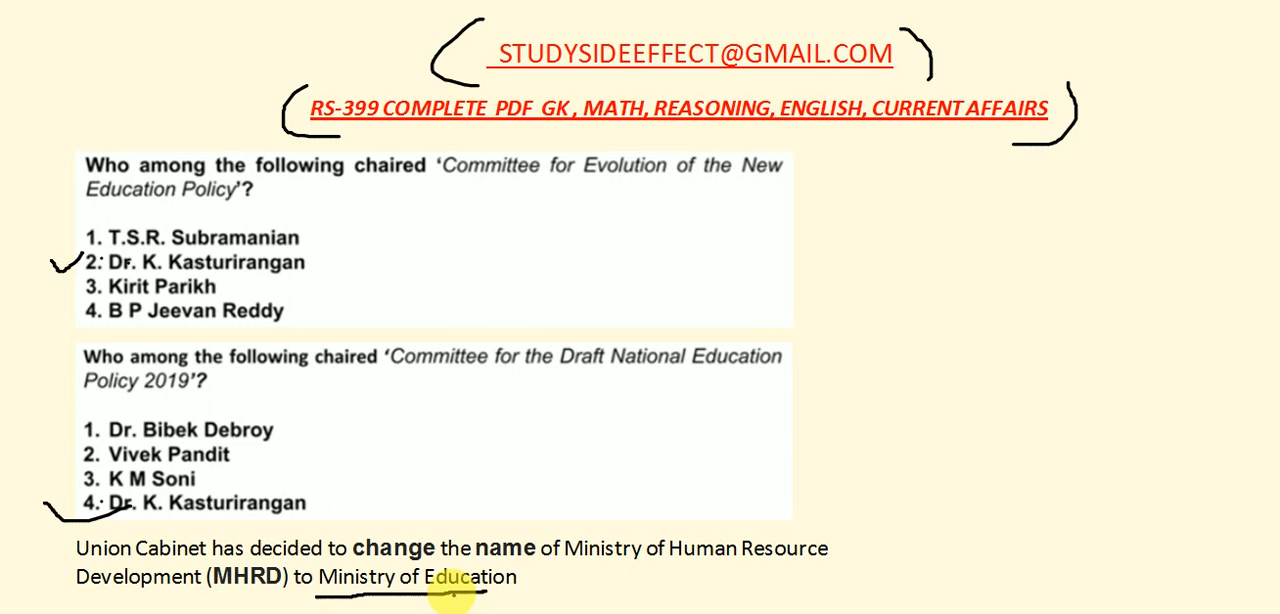 STUDYSIDEEFFECT@GMAIL.COM
RS-399 COMPLETE PDF GK , MATH, REASONING, ENGLISH, CURRENT AFFAIRS
Who among the following chaired ‘Committee for Evolution of the New
Education Policy’?
1. T.S.R. Subramanian
2. Dr. K. Kasturirangan
3. Kirit Parikh
4. B P Jeevan Reddy
Who among the following chaired ‘Committee for the Draft National Education
Policy 2019’?
1. Dr. Bibek Debroy
2. Vivek Pandit
3. K M Soni
4. Dr. K. Kasturirangan
Union Cabinet has decided to change the name of Ministry of Human Resource
Development (MHRD) to Ministry of Education